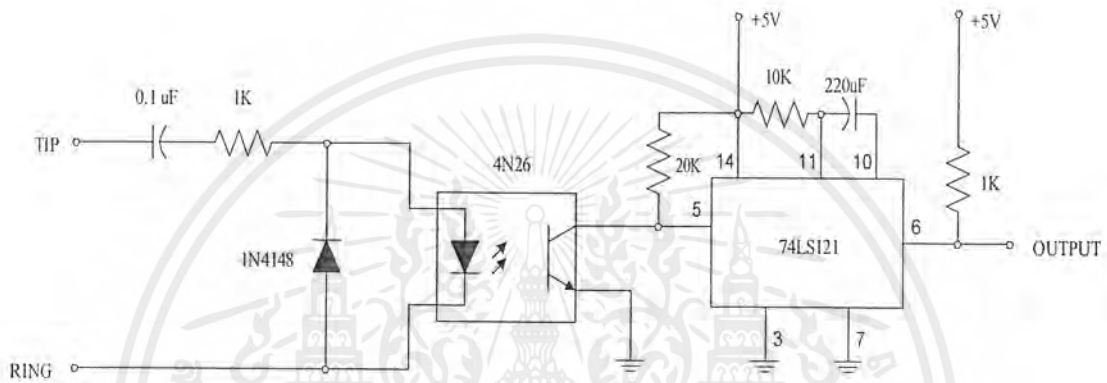 +5V
+5V
0.1 uF
1K
10K
220uF
TIP
4N26
20K
14
11
10
1K
5
6
1N4148
74LS121
OUTPUT
3
7
RING